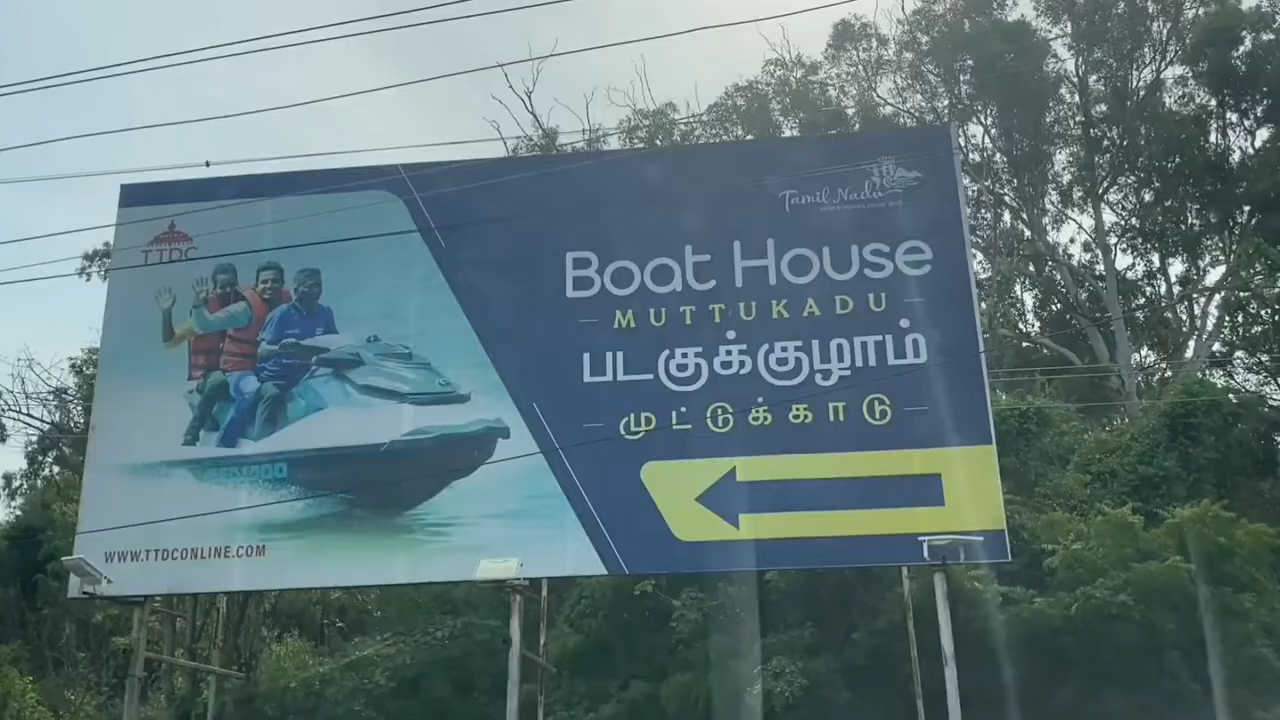 TTDC
WWW.TTDCONLINE.COM
Tamil Nadu
Boat House
MUTTUKADU
படகுக்குழாம்
முட்டுக்காடு